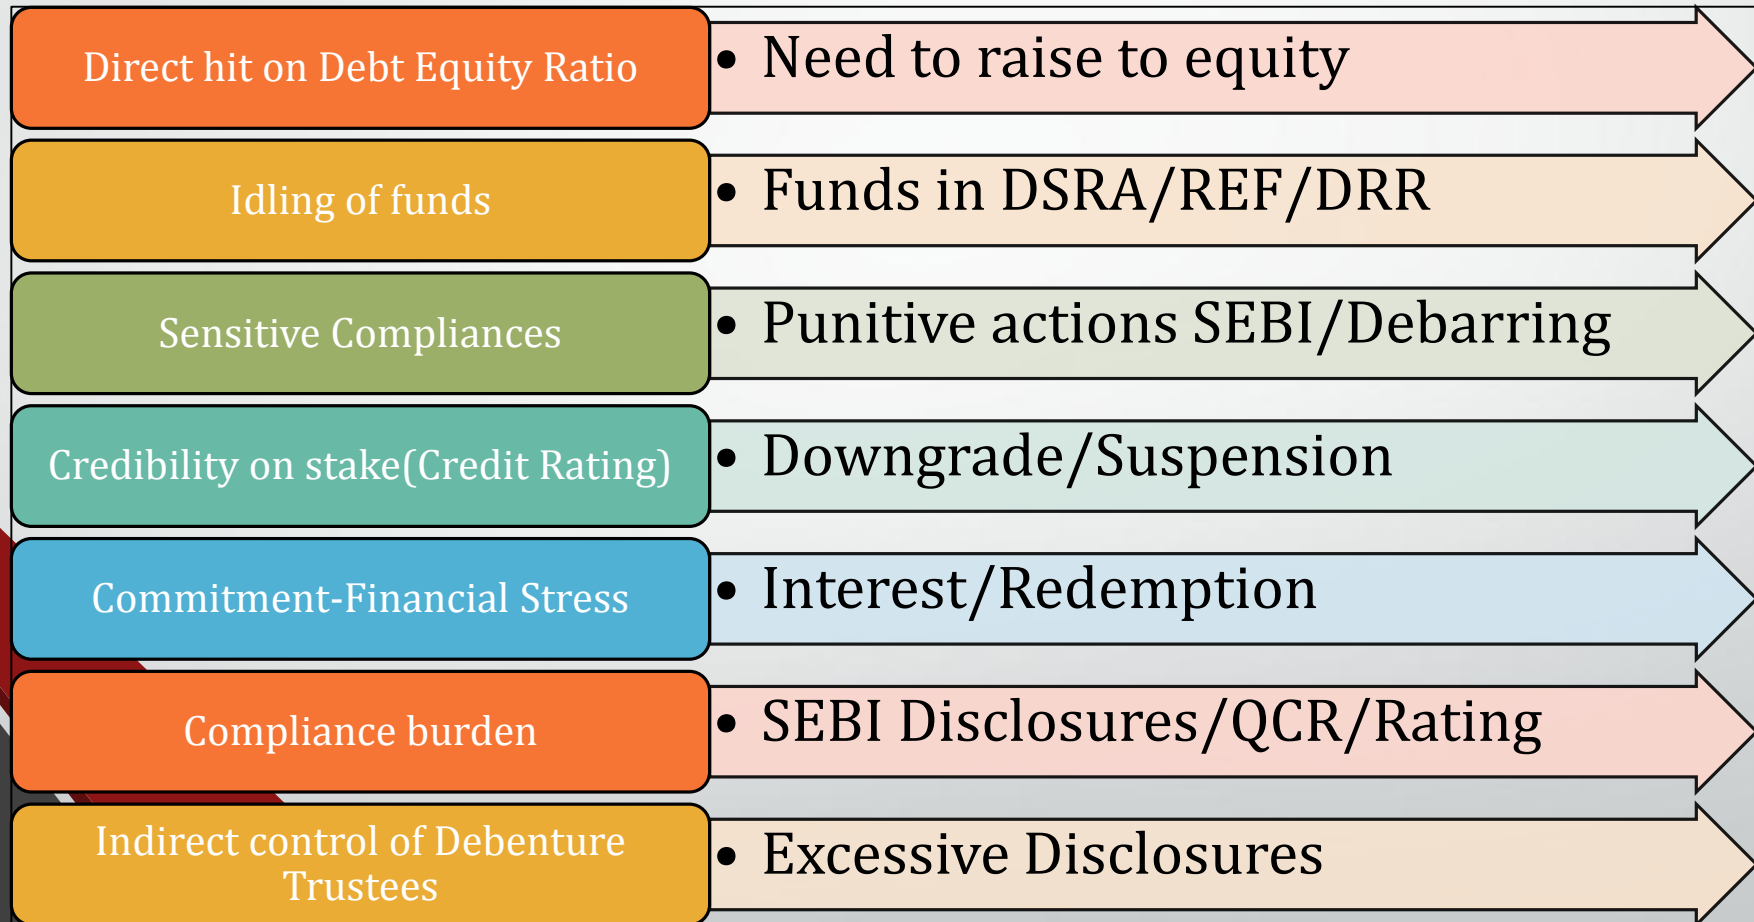 Direct hit on Debt Equity Ratio
• Need to raise to equity
Idling of funds
• Funds in DSRA/REF/DRR
Sensitive Compliances
• Punitive actions SEBI/Debarring
Credibility on stake(Credit Rating)
• Downgrade/Suspension
Commitment-Financial Stress
• Interest/Redemption
Compliance burden
• SEBI Disclosures/QCR/Rating
Indirect control of Debenture
Trustees
• Excessive Disclosures